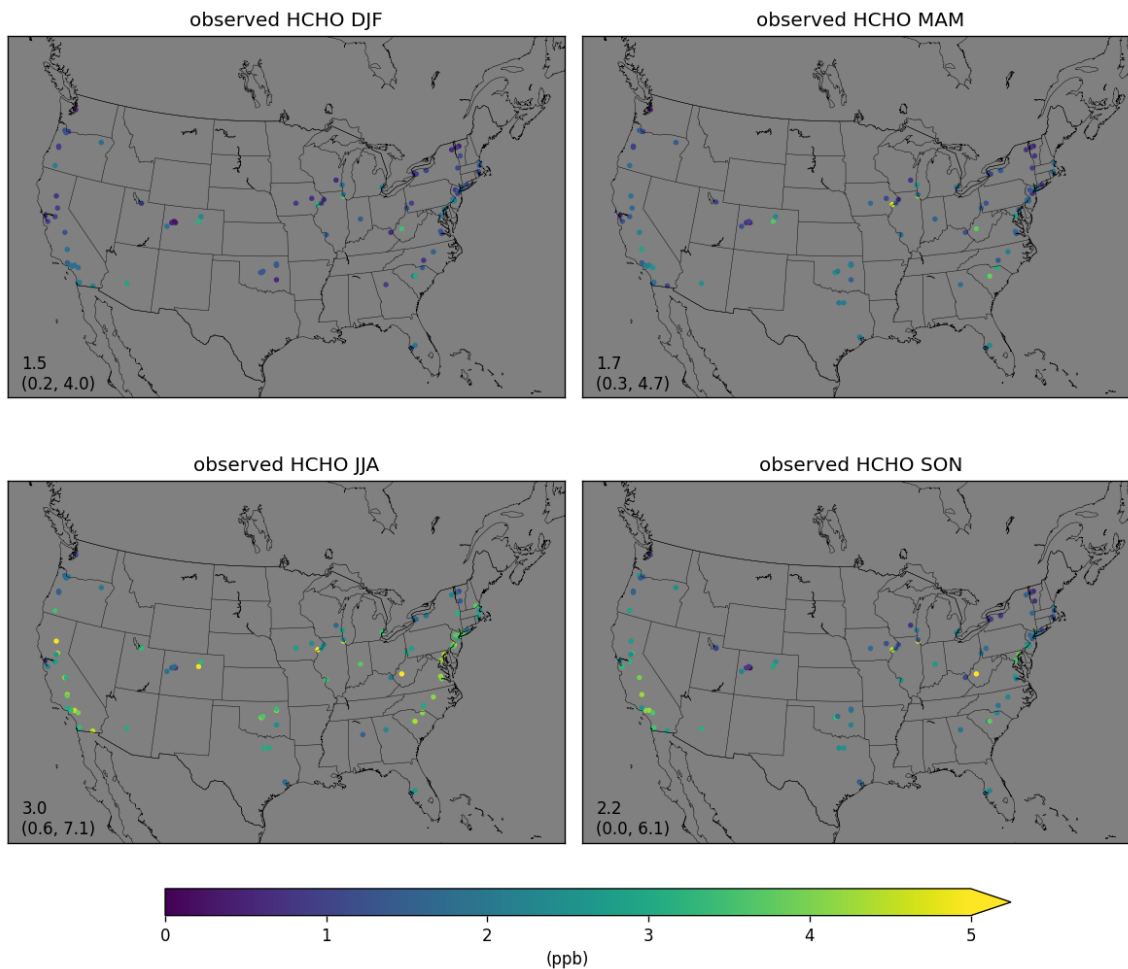 observed HCHO DJF
observed HCHO MAM
1.5
(0.2, 4.0)
1.7
(0.3, 4.7)
observed HCHO JJA
observed HCHO SON
3.0
(0.6, 7.1)
2.2
(0.0, 6.1)
0 1 2 3 4 5
(ppb)